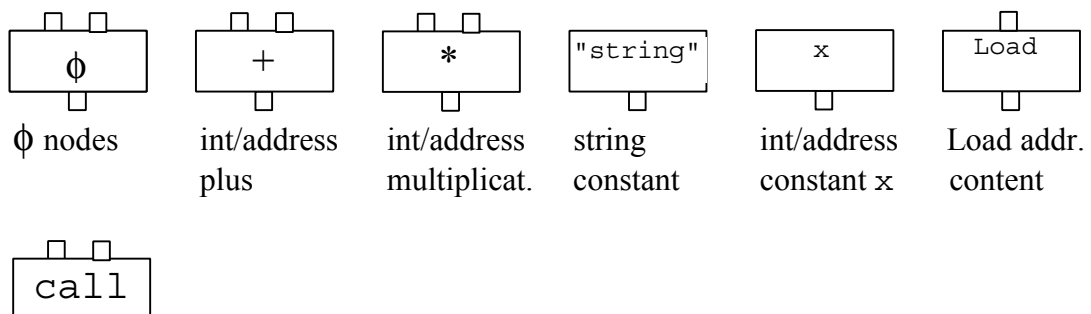 ϕ + * "string" x Load
ϕ nodes int/address int/address string int/address Load addr.
plus multiplicat. constant constant x content
call